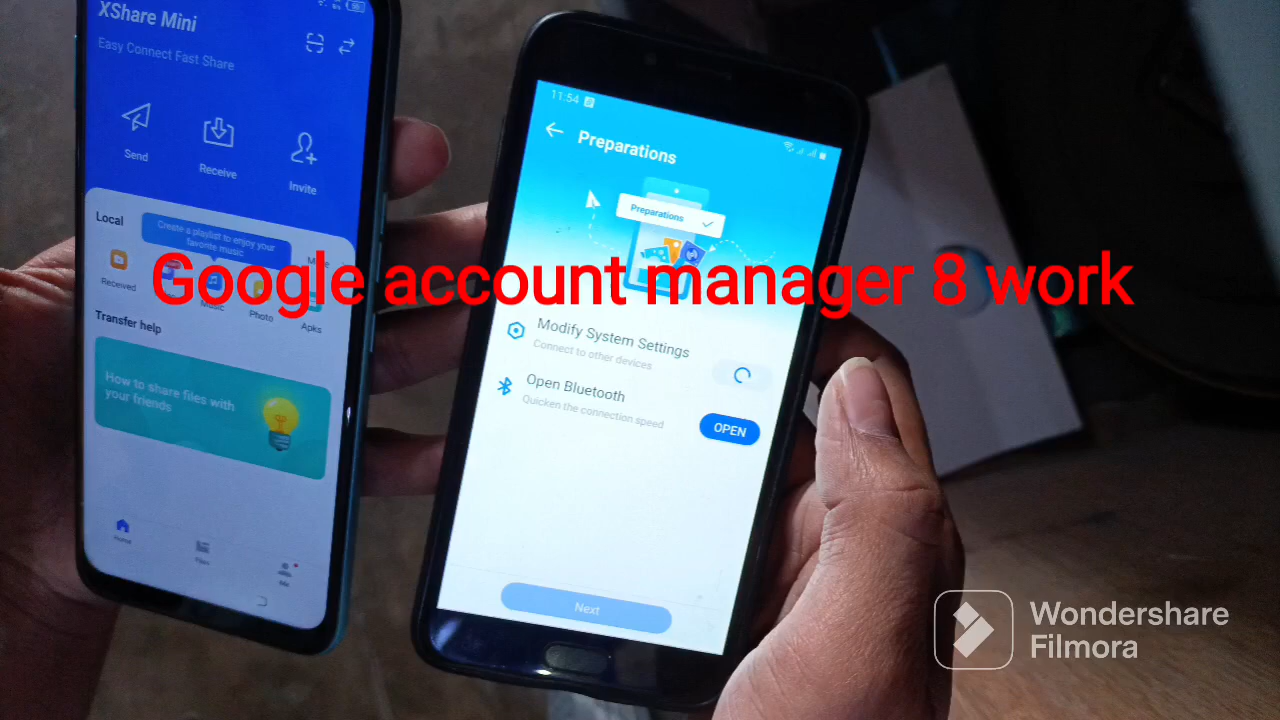 XShare Mini
Easy Connect Fast Share
Send
Receive
Invite
Local
Create a playlist to enjoy your
favorite music
Received
Music
Photo
Apks
Transfer help
How to share files with
your friends
Home
Files
Me
11:54
Preparations
Preparations
Modify System Settings
Connect to other devices
Open Bluetooth
Quicken the connection speed
OPEN
Next
Google account manager 8 work
Wondershare
Filmora